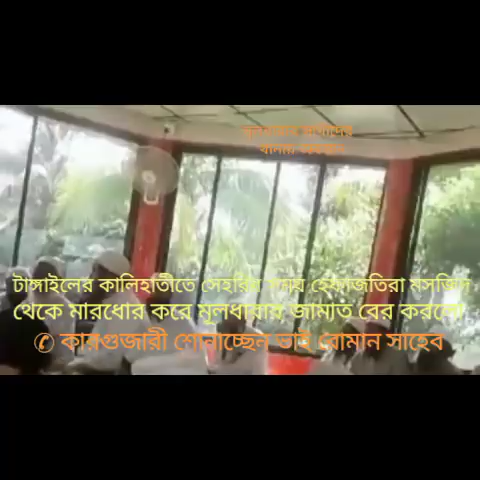 টাঙ্গাইলের কালিহাতীতে সেহরির সময় হেফাজতিরা মসজিদ
থেকে মারধোর করে মূলধারার জামাত বের করলো
✆ কারগুজারী শোনাচ্ছেন ভাই রোমান সাহেব